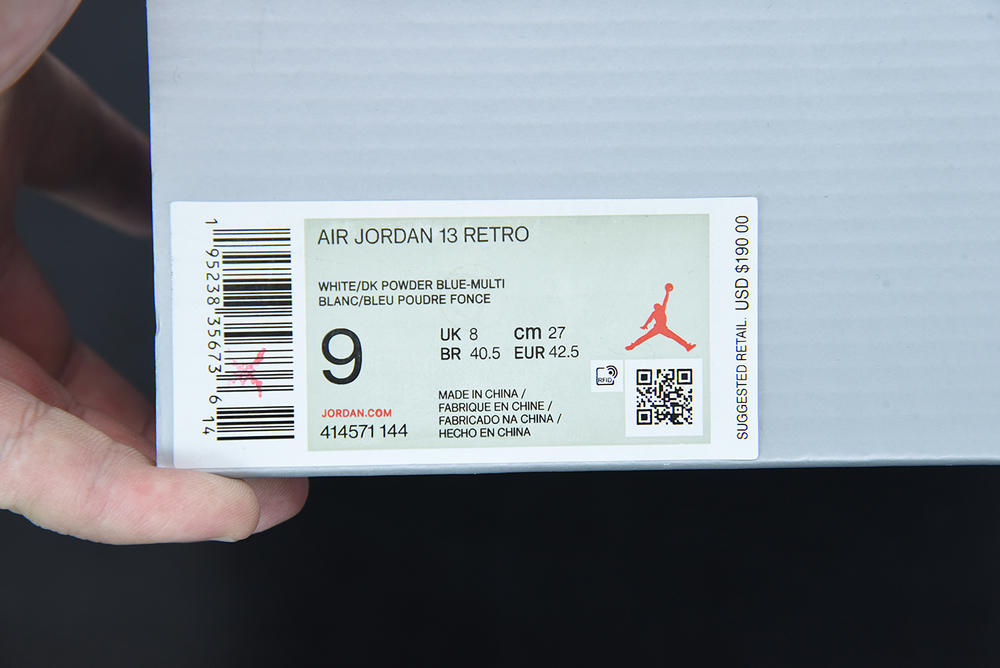 AIR JORDAN 13 RETRO
WHITE/DK POWDER BLUE-MULTI
BLANC/BLEU POUDRE FONCE
9
UK 8 cm 27
BR 40.5 EUR 42.5
MADE IN CHINA /
FABRIQUE EN CHINE /
FABRICADO NA CHINA /
HECHO EN CHINA
JORDAN.COM
414571 144
RFID
SUGGESTED RETAIL. USD $190 00
1 95238 35673 6 14